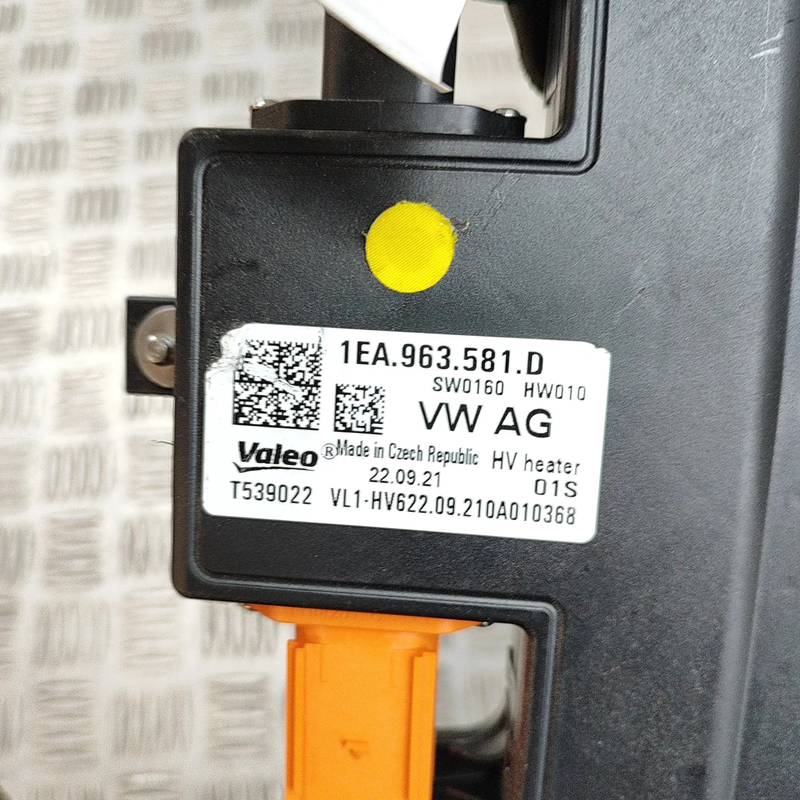 1EA.963.581.D
SW0160 HW010
VW AG
Valeo® Made in Czech Republic HV heater
22.09.21 01S
T539022 VL1-HV622.09.210A010368